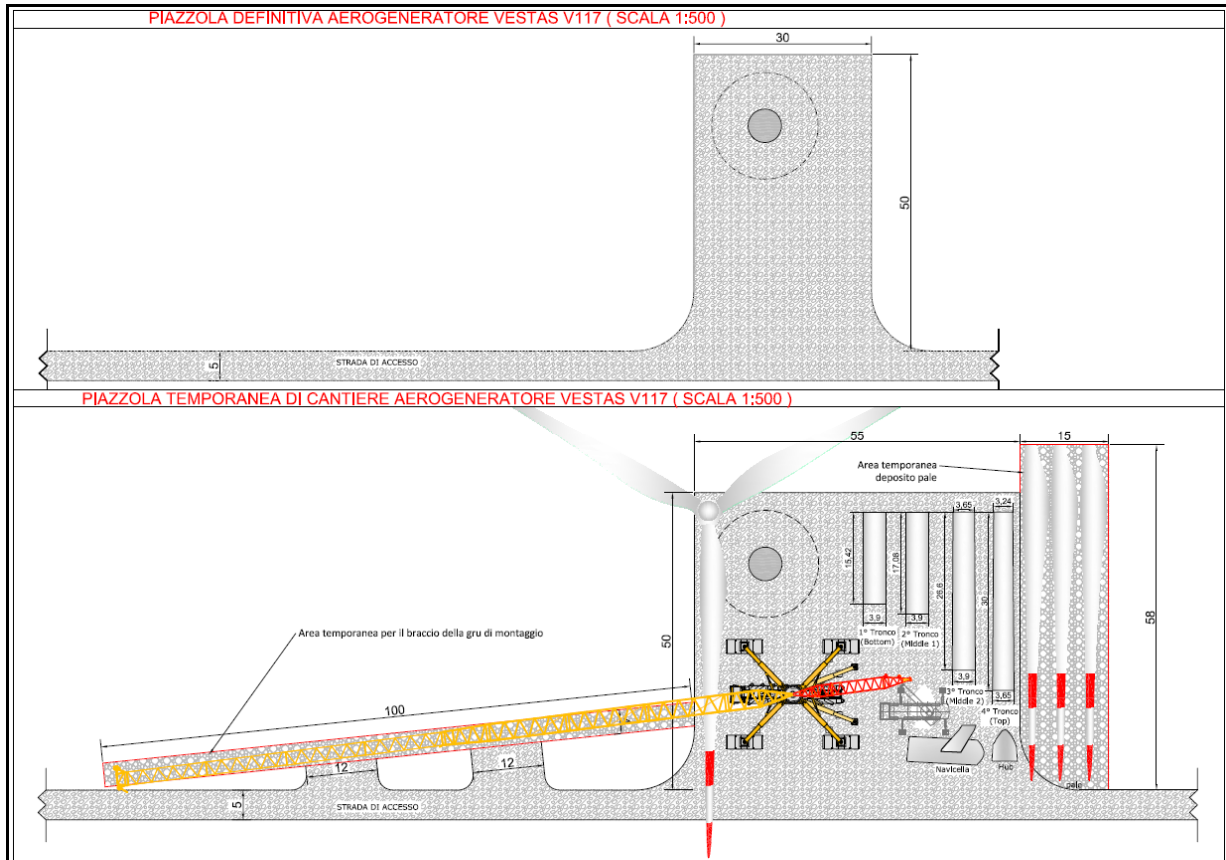 PIAZZOLA DEFINITIVA AEROGENERATORE VESTAS V117 ( SCALA 1:500 )
30
50
5
STRADA DI ACCESSO
PIAZZOLA TEMPORANEA DI CANTIERE AEROGENERATORE VESTAS V117 ( SCALA 1:500 )
55
15
Area temporanea
deposito pale
3,65
3,24
15,42
17,08
26,6
30
50
58
3,9
3,9
1° Tronco
(Bottom)
2° Tronco
(Middle 1)
Area temporanea per il braccio della gru di montaggio
3,9
3° Tronco
(Middle 2)
3,65
4° Tronco
(Top)
100
12
12
Navicella
Hub
pale
5
STRADA DI ACCESSO